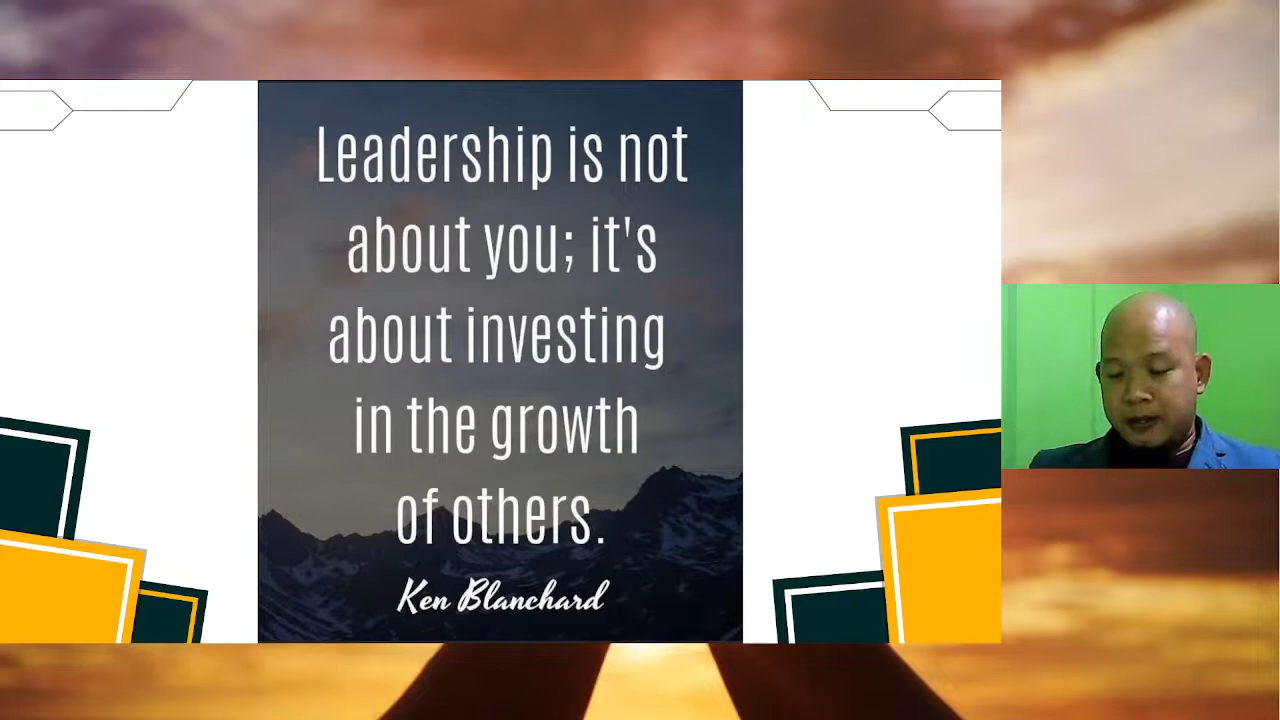 Leadership is not
about you; it's
about investing
in the growth
of others.
Ken Blanchard